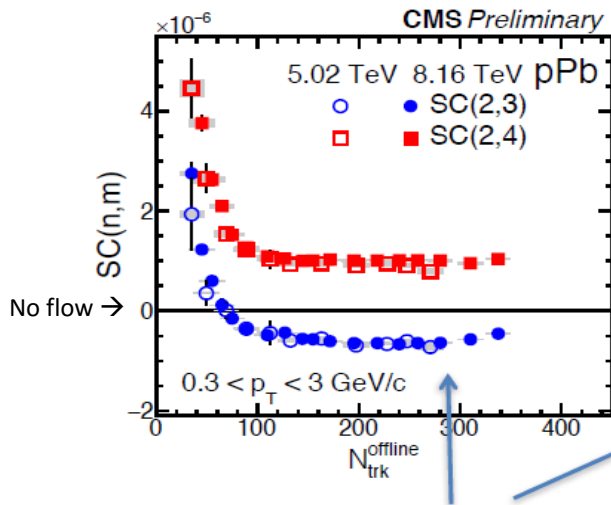 ×10⁻⁶ CMS Preliminary
5.02 TeV 8.16 TeV pPb
SC(2,3)
SC(2,4)
SC(n,m)
4
2
0
−2
No flow →
0.3 < p_T < 3 GeV/c
0 100 200 300 400
N_trk^offline